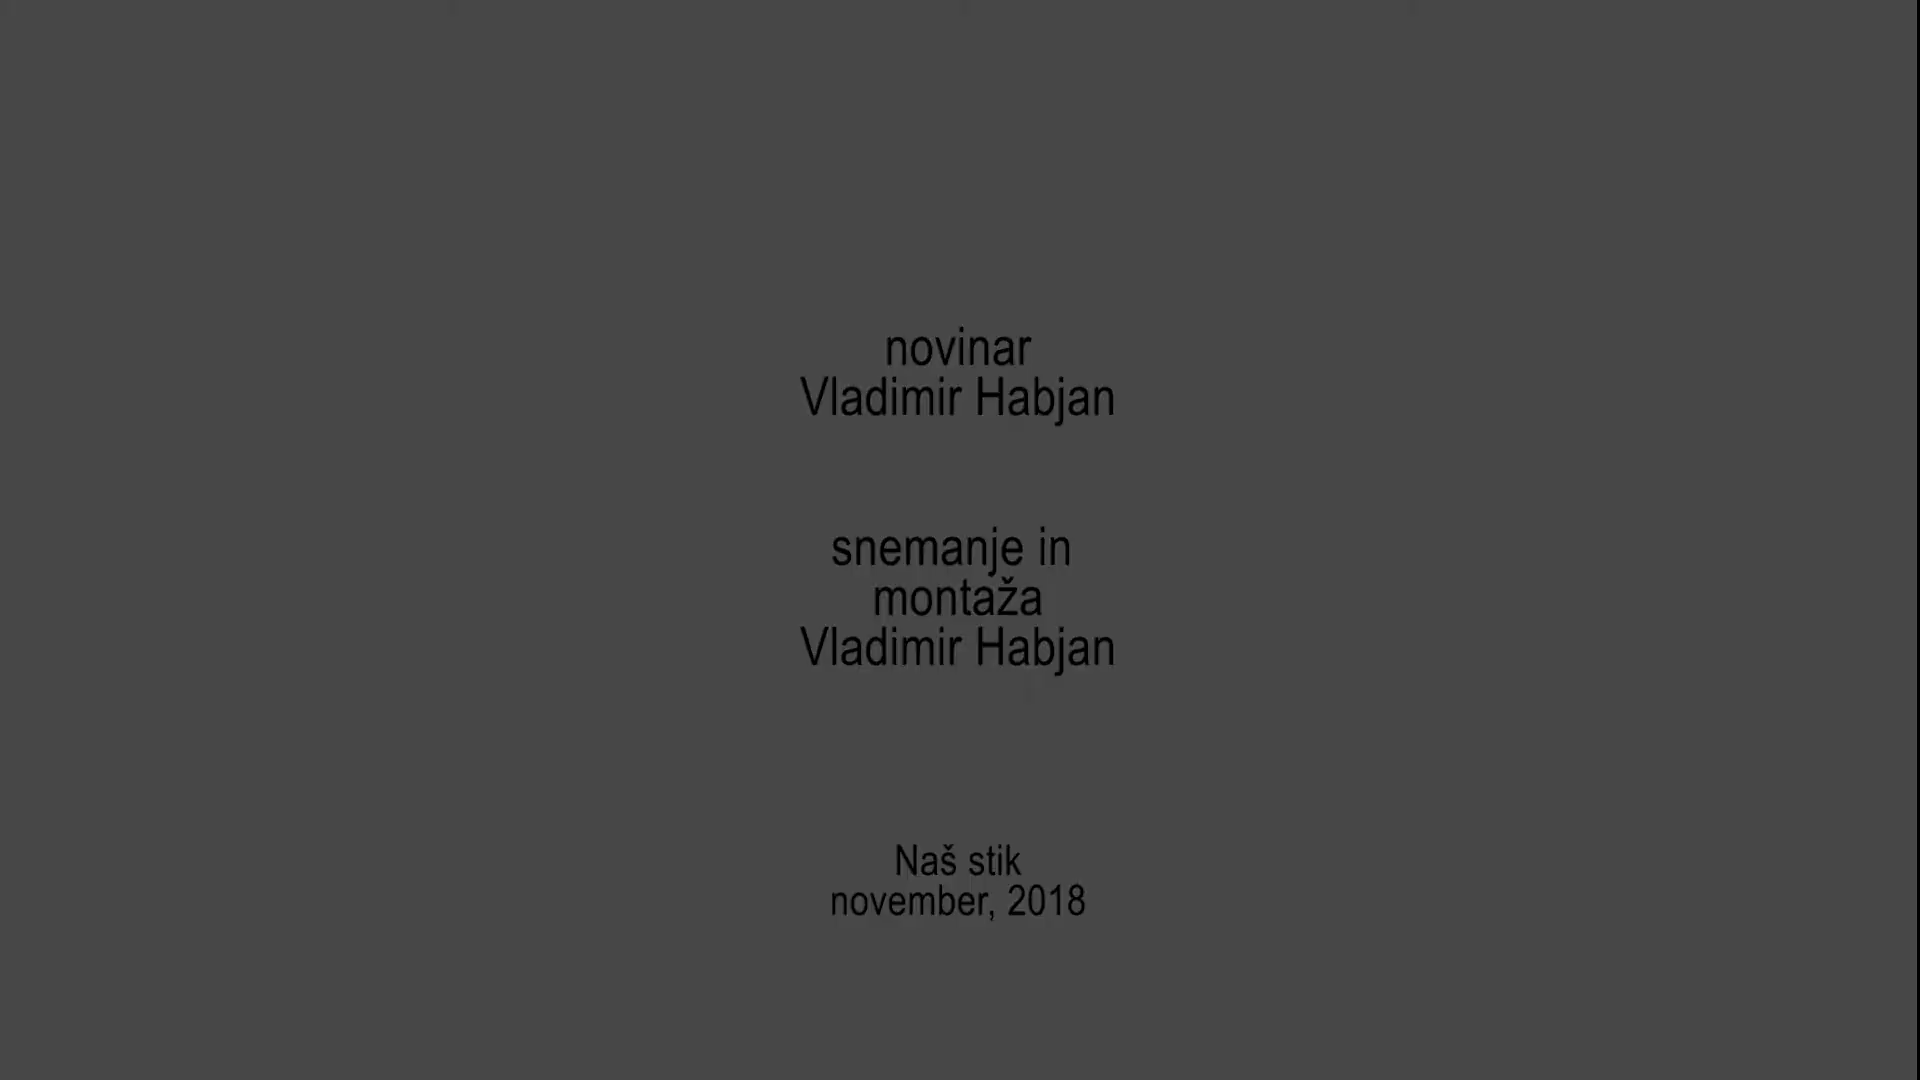 novinar
Vladimir Habjan
snemanje in
montaža
Vladimir Habjan
Naš stik
november, 2018